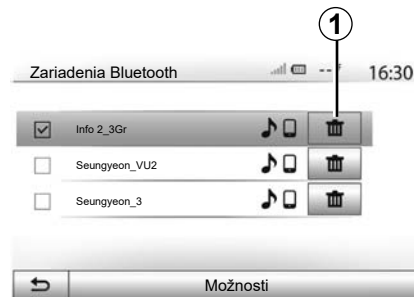 1
Zariadenia Bluetooth -- ° 16:30
Info 2_3Gr
Seungyeon_VU2
Seungyeon_3
Možnosti